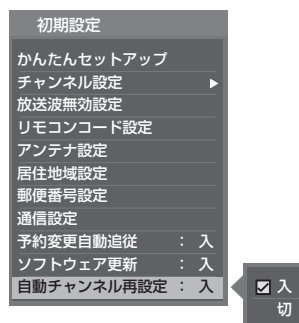 初期設定
かんたんセットアップ
チャンネル設定
放送波無効設定
リモコンコード設定
アンテナ設定
居住地域設定
郵便番号設定
通信設定
予約変更自動追従 : 入
ソフトウェア更新 : 入
自動チャンネル再設定 : 入
入
切